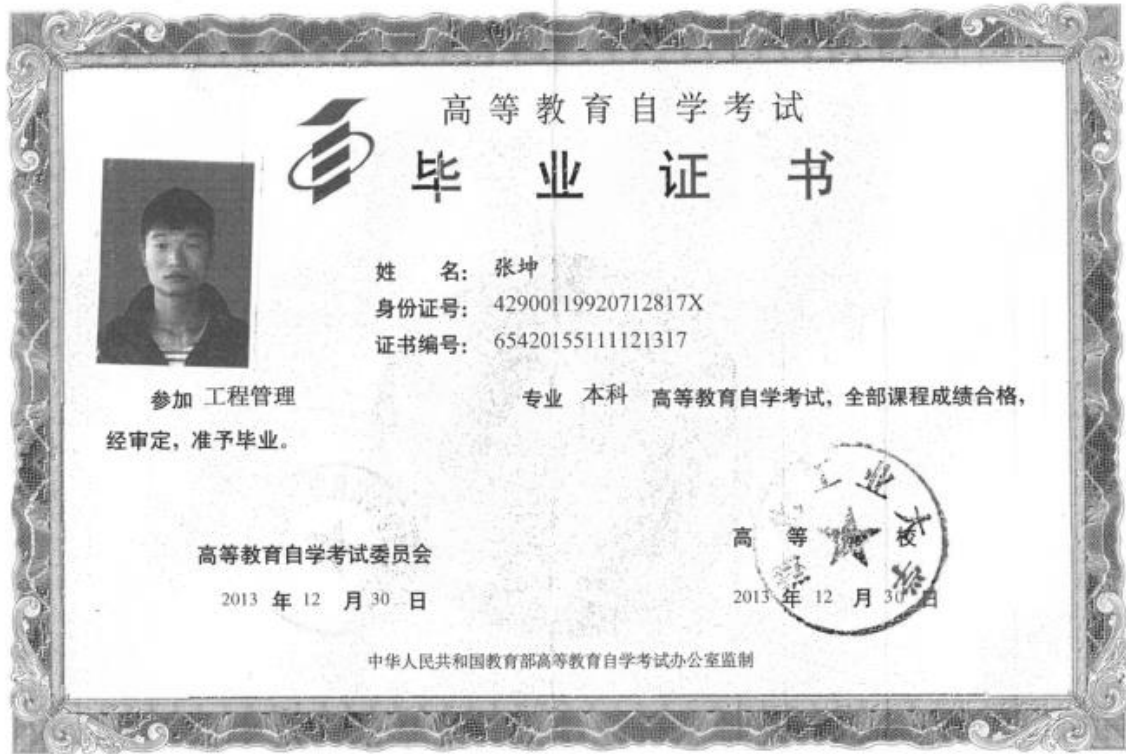 高等教育自学考试
毕业证书
姓 名: 张坤
身份证号: 42900119920712817X
证书编号: 65420155111121317
参加 工程管理 专业 本科 高等教育自学考试，全部课程成绩合格，
经审定，准予毕业。
高等教育自学考试委员会
2013 年 12 月 30 日
工业大学
高 等 校
2013 年 12 月 30 日
中华人民共和国教育部高等教育自学考试办公室监制